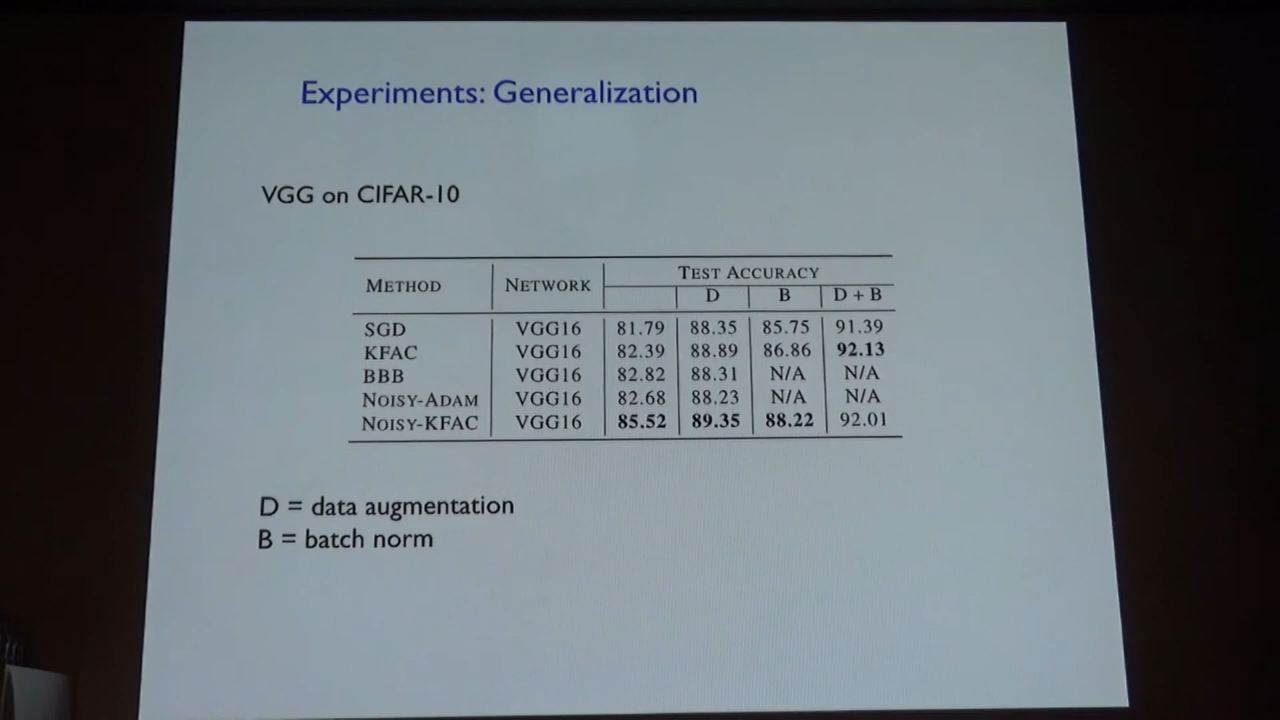 Experiments: Generalization
VGG on CIFAR-10
METHOD NETWORK TEST ACCURACY
D B D + B
SGD VGG16 81.79 88.35 85.75 91.39
KFAC VGG16 82.39 88.89 86.86 92.13
BBB VGG16 82.82 88.31 N/A N/A
NOISY-ADAM VGG16 82.68 88.23 N/A N/A
NOISY-KFAC VGG16 85.52 89.35 88.22 92.01
D = data augmentation
B = batch norm